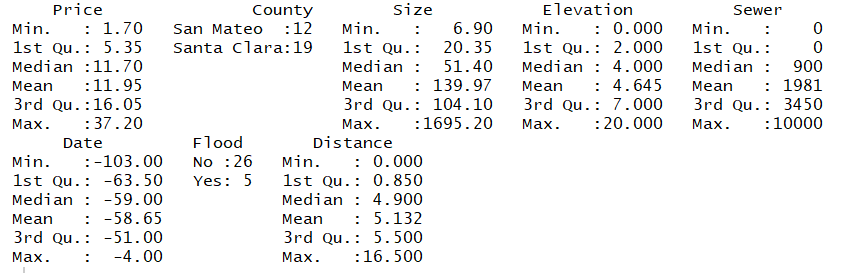 Price               County          Size           Elevation          Sewer
Min.   : 1.70   San Mateo  :12   Min.   :   6.90   Min.   : 0.000   Min.   :    0
1st Qu.: 5.35   Santa Clara:19   1st Qu.:  20.35   1st Qu.: 2.000   1st Qu.:    0
Median :11.70                    Median :  51.40   Median : 4.000   Median :  900
Mean   :11.95                    Mean   : 139.97   Mean   : 4.645   Mean   : 1981
3rd Qu.:16.05                    3rd Qu.: 104.10   3rd Qu.: 7.000   3rd Qu.: 3450
Max.   :37.20                    Max.   :1695.20   Max.   :20.000   Max.   :10000
      Date         Flood       Distance
Min.   :-103.00   No :26   Min.   : 0.000
1st Qu.: -63.50   Yes: 5   1st Qu.: 0.850
Median : -59.00            Median : 4.900
Mean   : -58.65            Mean   : 5.132
3rd Qu.: -51.00            3rd Qu.: 5.500
Max.   :  -4.00            Max.   :16.500